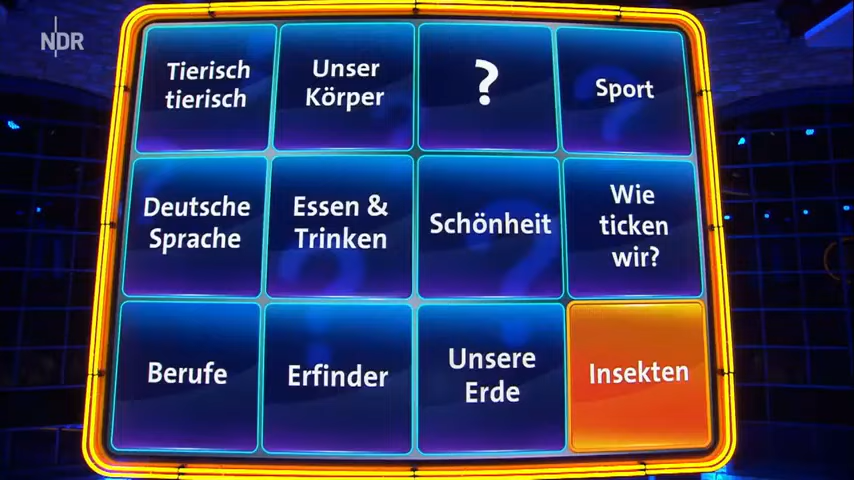 NDR
Tierisch
tierisch
Unser
Körper
?
Sport
Deutsche
Sprache
Essen &
Trinken
Schönheit
Wie
ticken
wir?
Berufe
Erfinder
Unsere
Erde
Insekten